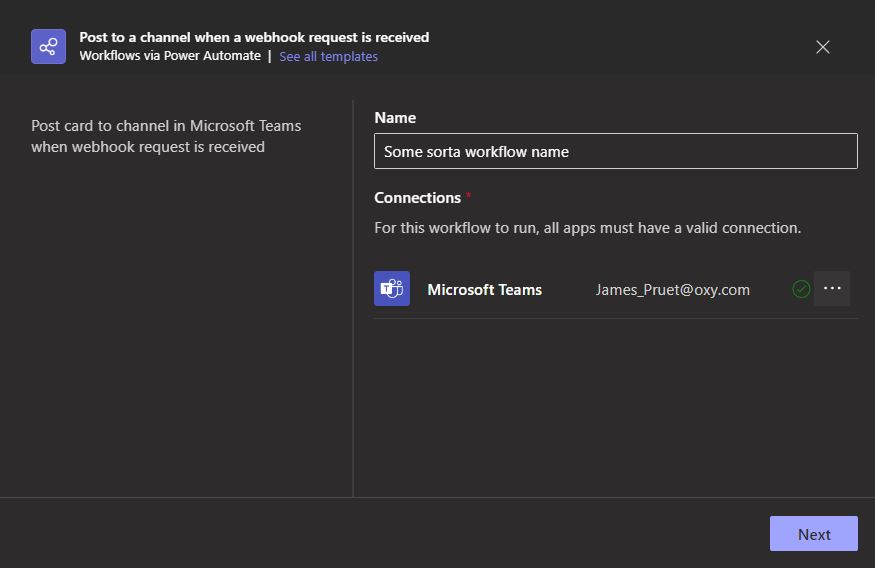 Post to a channel when a webhook request is received
Workflows via Power Automate | See all templates
Post card to channel in Microsoft Teams
when webhook request is received
Name
Some sorta workflow name
Connections *
For this workflow to run, all apps must have a valid connection.
Microsoft Teams James_Pruet@oxy.com ...
Next